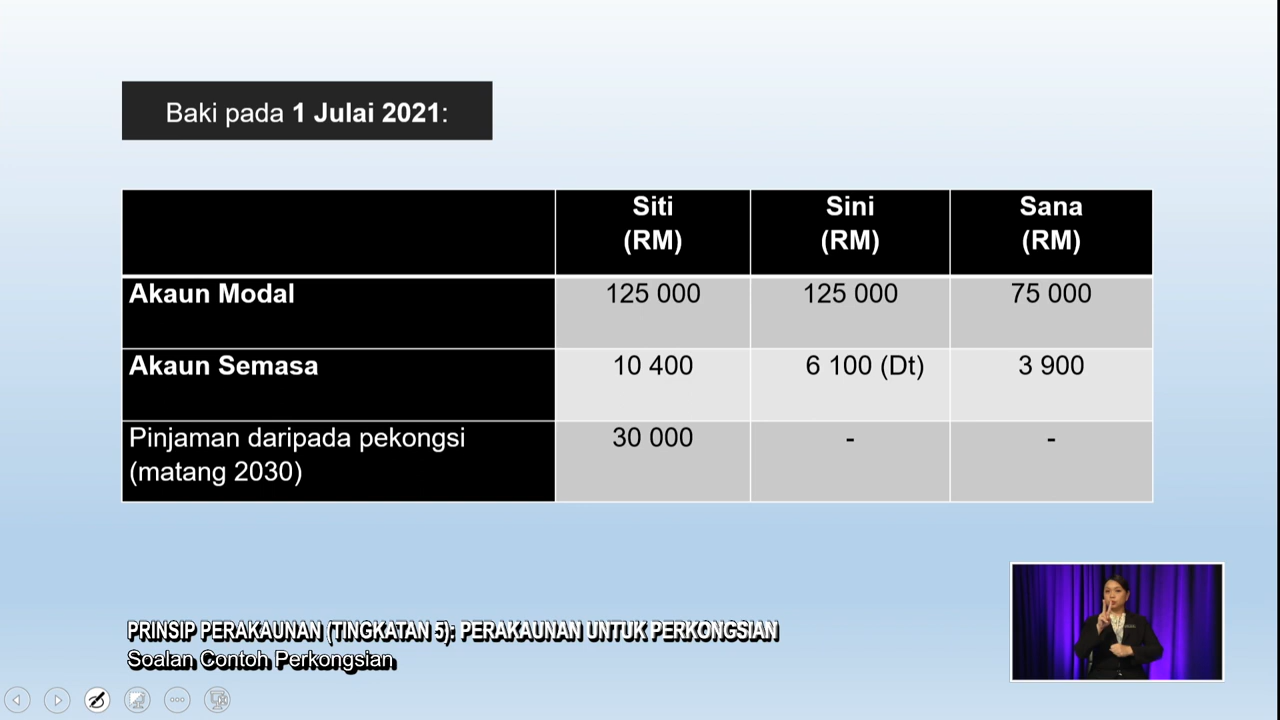 Baki pada 1 Julai 2021:
Siti Sini Sana
(RM) (RM) (RM)
Akaun Modal 125 000 125 000 75 000
Akaun Semasa 10 400 6 100 (Dt) 3 900
Pinjaman daripada pekongsi 30 000 - -
(matang 2030)
PRINSIP PERAKAUNAN (TINGKATAN 5): PERAKAUNAN UNTUK PERKONGSIAN
Soalan Contoh Perkongsian